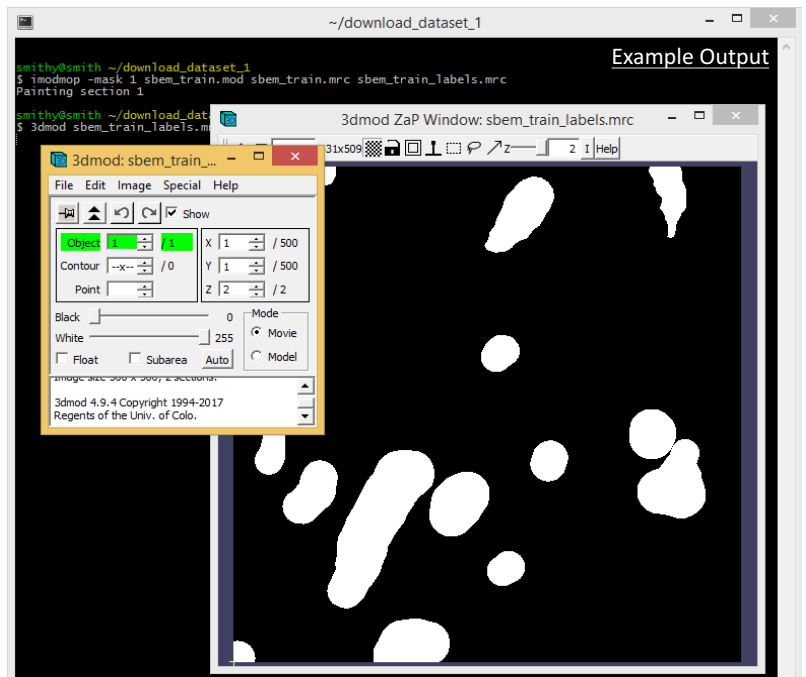 ~/download_dataset_1
Example Output
smithy@smith ~/download_dataset_1
$ imodmop -mask 1 sbem_train.mod sbem_train.mrc sbem_train_labels.mrc
Painting section 1
smithy@smith ~/download_dat
$ 3dmod sbem_train_labels.m
3dmod ZaP Window: sbem_train_labels.mrc
31x509 Z 2 I Help
3dmod: sbem_train_...
File Edit Image Special Help
Show
Object 1 / 1 X 1 / 500
Contour --x-- / 0 Y 1 / 500
Point Z 2 / 2
Black 0 Mode
White 255 Movie
Float Subarea Auto Model
3dmod 4.9.4 Copyright 1994-2017
Regents of the Univ. of Colo.